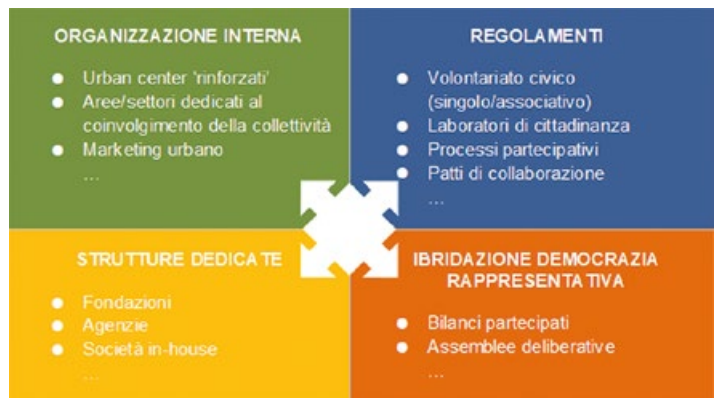 ORGANIZZAZIONE INTERNA
● Urban center 'rinforzati'
● Aree/settori dedicati al
coinvolgimento della collettività
● Marketing urbano
...
REGOLAMENTI
● Volontariato civico
(singolo/associativo)
● Laboratori di cittadinanza
● Processi partecipativi
● Patti di collaborazione
...
STRUTTURE DEDICATE
● Fondazioni
● Agenzie
● Società in-house
...
IBRIDAZIONE DEMOCRAZIA
RAPPRESENTATIVA
● Bilanci partecipati
● Assemblee deliberative
...